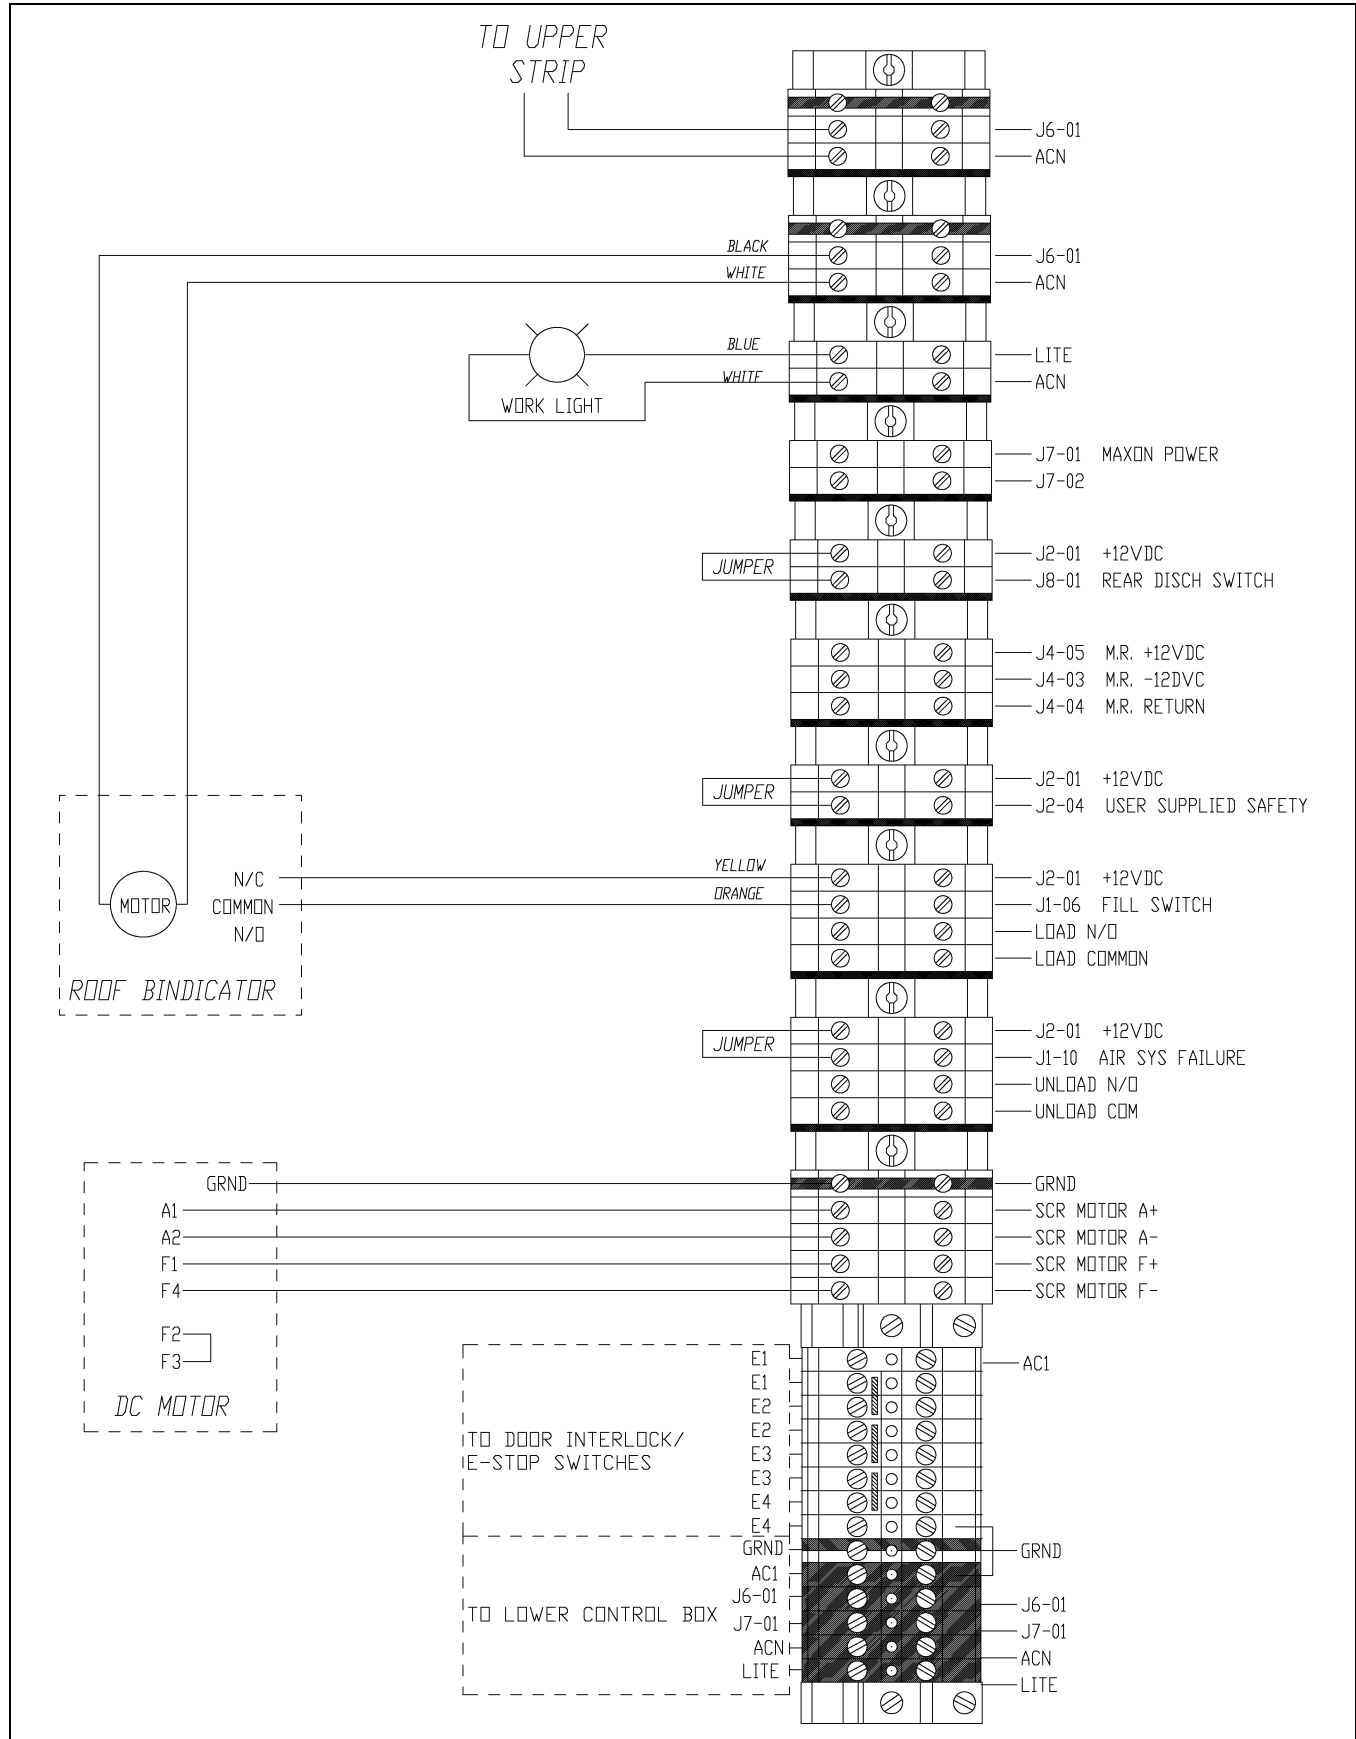 TO UPPER
STRIP
J6-01
ACN
BLACK
J6-01
WHITE
ACN
BLUE
LITE
WHITE
ACN
WORK LIGHT
J7-01 MAXON POWER
J7-02
J2-01 +12VDC
JUMPER
J8-01 REAR DISCH SWITCH
J4-05 M.R. +12VDC
J4-03 M.R. -12DVC
J4-04 M.R. RETURN
J2-01 +12VDC
JUMPER
J2-04 USER SUPPLIED SAFETY
YELLOW
N/C
J2-01 +12VDC
ORANGE
MOTOR
COMMON
J1-06 FILL SWITCH
N/O
LOAD N/O
LOAD COMMON
ROOF BINDICATOR
J2-01 +12VDC
JUMPER
J1-10 AIR SYS FAILURE
UNLOAD N/O
UNLOAD COM
GRND
GRND
A1
SCR MOTOR A+
A2
SCR MOTOR A-
F1
SCR MOTOR F+
F4
SCR MOTOR F-
F2
F3
DC MOTOR
E1
AC1
E1
E2
E2
TO DOOR INTERLOCK/
E-STOP SWITCHES
E3
E3
E4
E4
GRND
GRND
AC1
J6-01
J6-01
TO LOWER CONTROL BOX
J7-01
J7-01
ACN
ACN
LITE
LITE